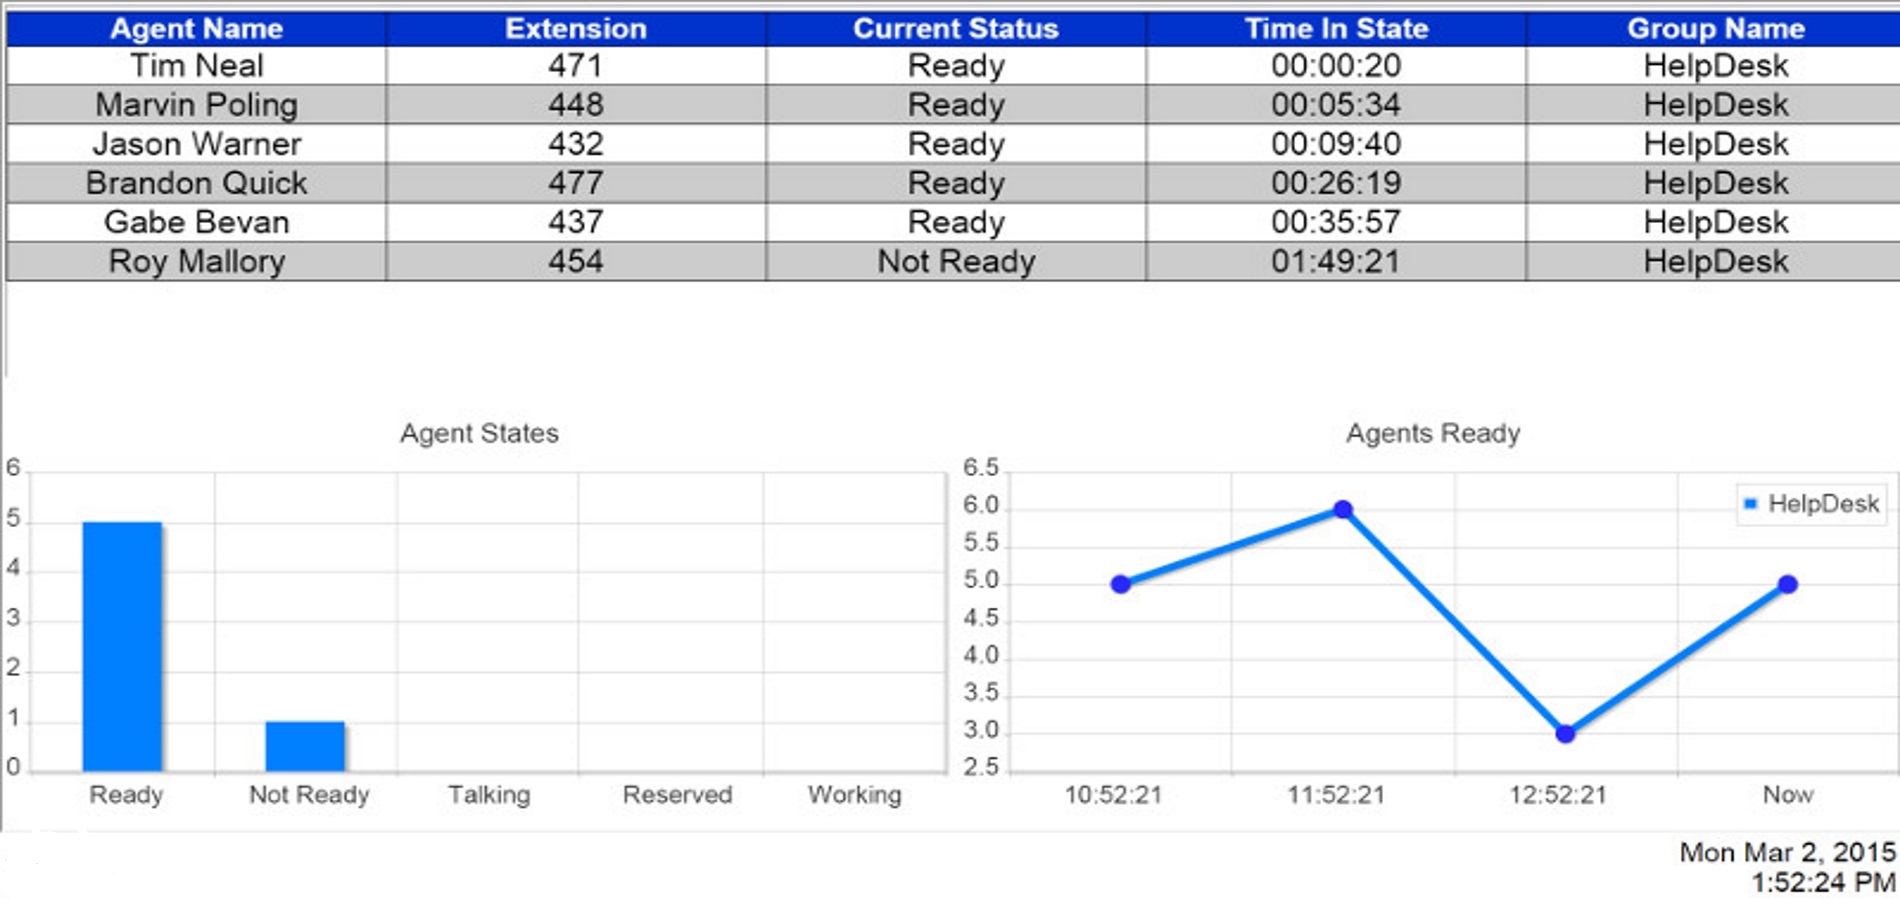 Agent Name Extension Current Status Time In State Group Name
Tim Neal 471 Ready 00:00:20 HelpDesk
Marvin Poling 448 Ready 00:05:34 HelpDesk
Jason Warner 432 Ready 00:09:40 HelpDesk
Brandon Quick 477 Ready 00:26:19 HelpDesk
Gabe Bevan 437 Ready 00:35:57 HelpDesk
Roy Mallory 454 Not Ready 01:49:21 HelpDesk
Agent States
6
5
4
3
2
1
0
Ready Not Ready Talking Reserved Working
Agents Ready
6.5
6.0
5.5
5.0
4.5
4.0
3.5
3.0
2.5
HelpDesk
10:52:21 11:52:21 12:52:21 Now
Mon Mar 2, 2015
1:52:24 PM